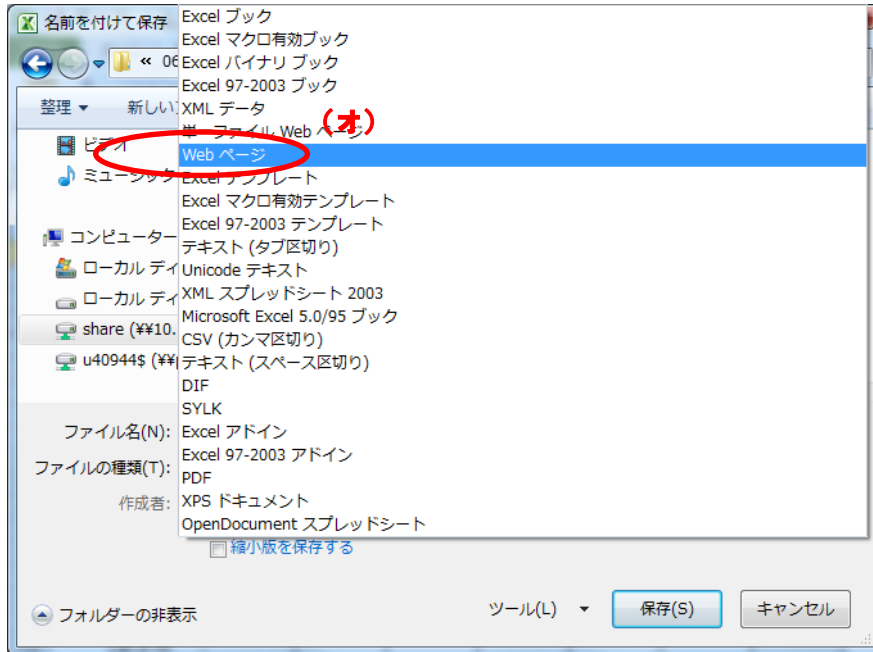 名前を付けて保存
« 06
整理
新しい
Excel ブック
Excel マクロ有効ブック
Excel バイナリ ブック
Excel 97-2003 ブック
XML データ
単一ファイル Web ページ
(オ)
Web ページ
Excel テンプレート
Excel マクロ有効テンプレート
Excel 97-2003 テンプレート
テキスト (タブ区切り)
Unicode テキスト
XML スプレッドシート 2003
Microsoft Excel 5.0/95 ブック
CSV (カンマ区切り)
テキスト (スペース区切り)
DIF
SYLK
Excel アドイン
Excel 97-2003 アドイン
PDF
XPS ドキュメント
OpenDocument スプレッドシート
ビデオ
ミュージック
コンピューター
ローカル ディ
ローカル ディ
share (¥¥10.
u40944$ (¥¥
ファイル名(N):
ファイルの種類(T):
作成者:
縮小版を保存する
フォルダーの非表示
ツール(L)
保存(S)
キャンセル